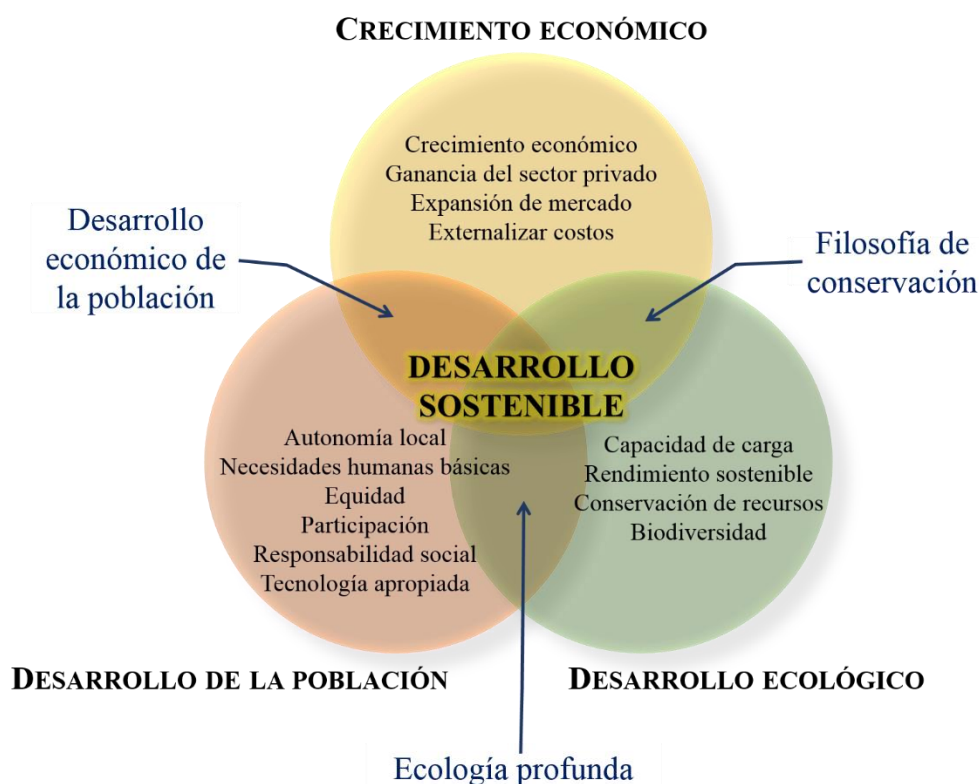 CRECIMIENTO ECONÓMICO
Crecimiento económico
Ganancia del sector privado
Expansión de mercado
Externalizar costos
Desarrollo
económico de
la población
Filosofía de
conservación
DESARROLLO
SOSTENIBLE
Autonomía local
Necesidades humanas básicas
Equidad
Participación
Responsabilidad social
Tecnología apropiada
Capacidad de carga
Rendimiento sostenible
Conservación de recursos
Biodiversidad
DESARROLLO DE LA POBLACIÓN
DESARROLLO ECOLÓGICO
Ecología profunda